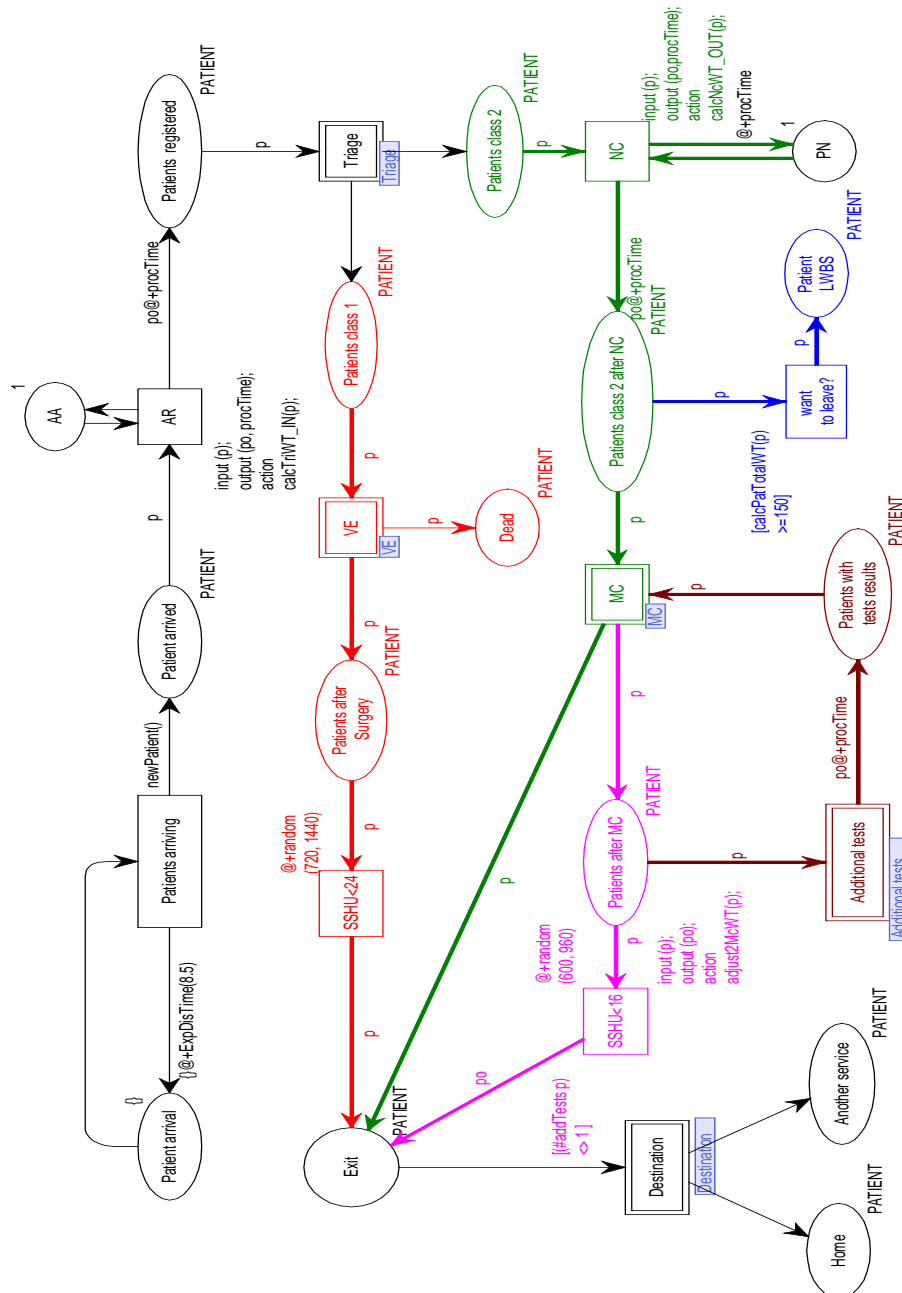 {}
Patient arrival
{}@+ExpDisTime(8.5)
Patients arriving
newPatient()
Patient arrived
PATIENT
p
AA
1
AR
input (p);
output (po, procTime);
action
calcTriWT_IN(p);
po@+procTime
Patients registered
PATIENT
p
Triage
Triage
Patients class 1
PATIENT
p
VE
VE
p
Dead
PATIENT
p
Patients after
Surgery
PATIENT
p
@+random
(720, 1440)
SSHU<24
p
Exit
PATIENT
Patients class 2
PATIENT
p
NC
input (p);
output (po,procTime);
action
calcNcWT_OUT(p);
@+procTime
PN
1
po@+procTime
Patients class 2 after NC
PATIENT
p
want
to leave?
[calcPatTotalWT(p)
>=150]
p
Patient
LWBS
PATIENT
p
MC
MC
p
p
Patients after MC
PATIENT
p
@+random
(600, 960)
SSHU<16
input (p);
output (po);
action
adjust2McWT(p);
po
[(#addTests p)
<> 1 ]
p
Additional tests
Additional tests
po@+procTime
Patients with
tests results
PATIENT
p
Destination
Destination
Home
PATIENT
Another service
PATIENT